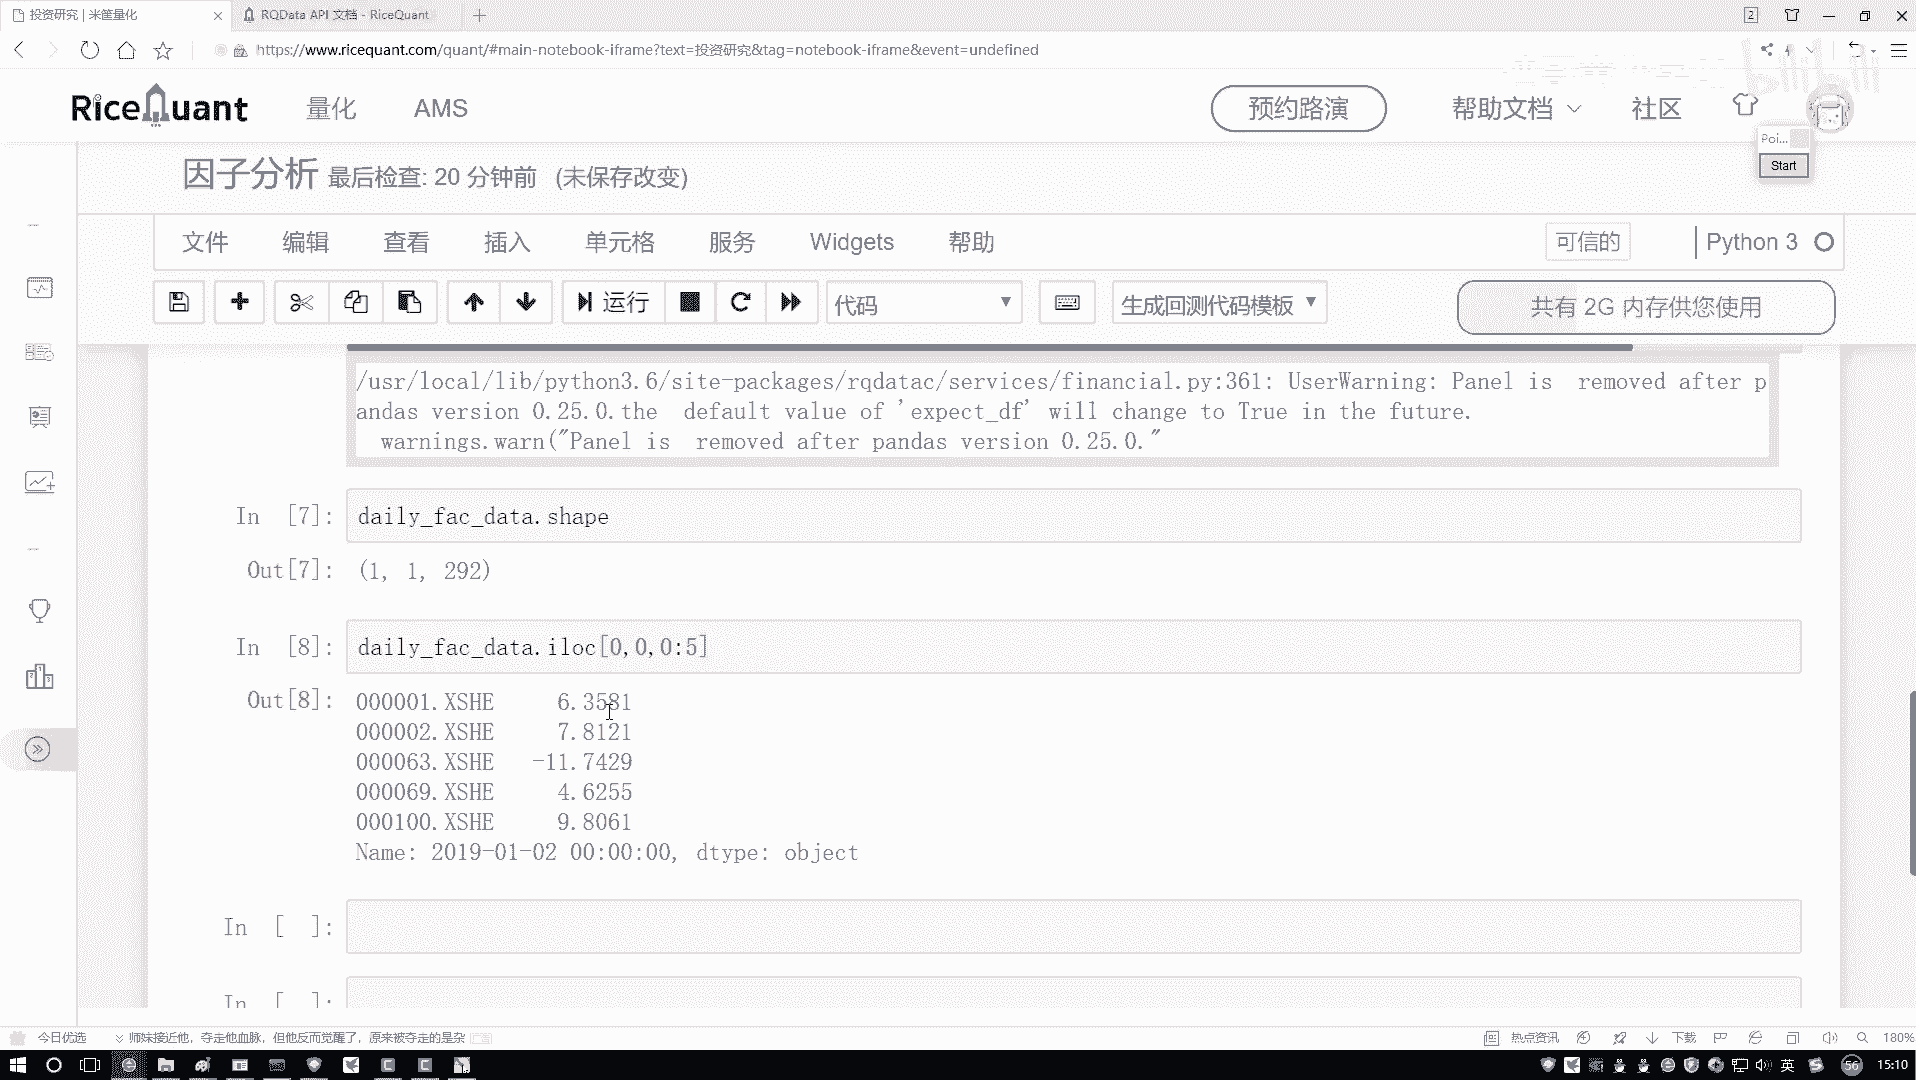 投资研究 | 米筐量化
RQData API 文档 - RiceQuant
2
https://www.ricequant.com/quant/#main-notebook-iframe?text=投资研究&tag=notebook-iframe&event=undefined
bilibili
RiceQuant
量化
AMS
预约路演
帮助文档
社区
Poi...
Start
因子分析 最后检查: 20 分钟前 (未保存改变)
文件 编辑 查看 插入 单元格 服务 Widgets 帮助
可信的
Python 3
运行
代码
生成回测代码模板
共有 2G 内存供您使用
/usr/local/lib/python3.6/site-packages/rqdatac/services/financial.py:361: UserWarning: Panel is  removed after p
andas version 0.25.0.the  default value of 'expect_df' will change to True in the future.
  warnings.warn("Panel is  removed after pandas version 0.25.0."
In [7]: daily_fac_data.shape
Out[7]: (1, 1, 292)
In [8]: daily_fac_data.iloc[0,0,0:5]
Out[8]: 000001.XSHE 6.3581
000002.XSHE 7.8121
000063.XSHE -11.7429
000069.XSHE 4.6255
000100.XSHE 9.8061
Name: 2019-01-02 00:00:00, dtype: object
In [ ]:
In [ ]:
今日优选
师妹接近他，夺走他血脉，但他反而觉醒了，原来被夺走的是杂
热点资讯
下载
180%
英
56
15:10